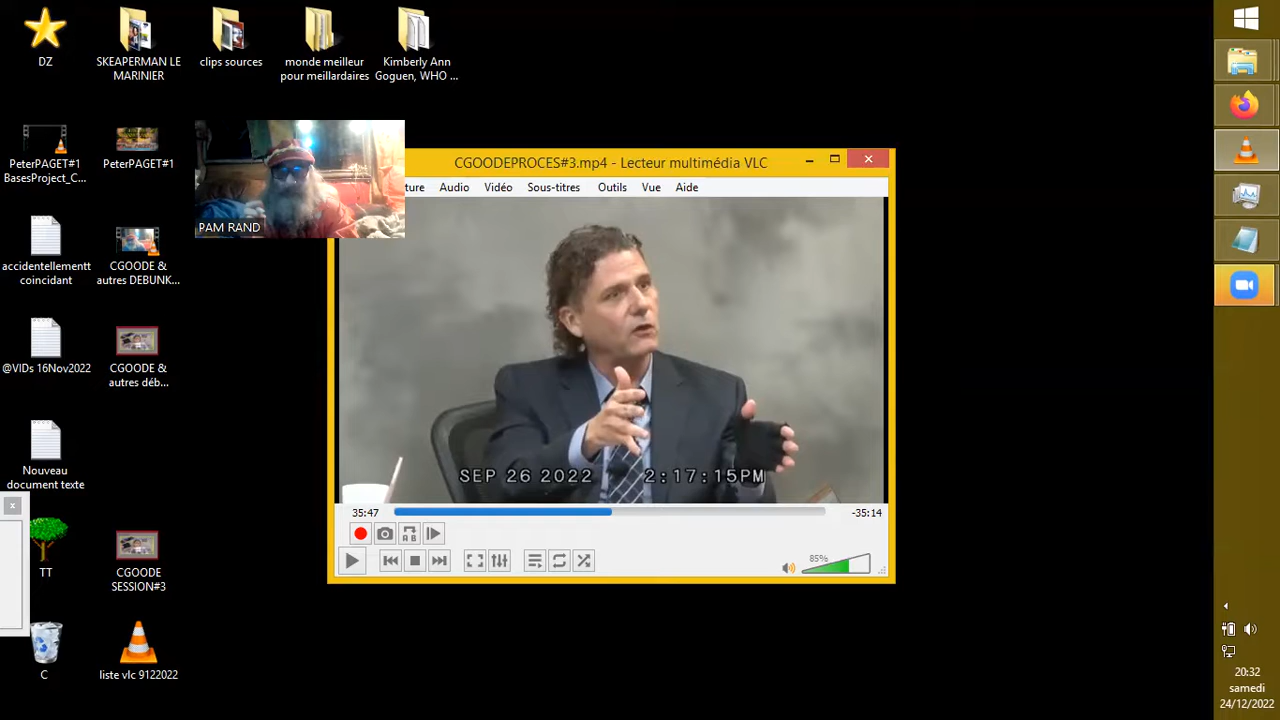 DZ
SKEAPERMAN LE
MARINIER
clips sources
monde meilleur
pour meillardaires
Kimberly Ann
Goguen, WHO ...
PeterPAGET#1
BasesProject_C...
PeterPAGET#1
PAM RAND
CGOODEPROCES#3.mp4 - Lecteur multimédia VLC
ture Audio Vidéo Sous-titres Outils Vue Aide
accidentellementt
coincidant
CGOODE &
autres DEBUNK...
@VIDs 16Nov2022
CGOODE &
autres déb...
Nouveau
document texte
SEP 26 2022 2:17:15PM
35:47
-35:14
A B
85%
x
TT
CGOODE
SESSION#3
C
liste vlc 9122022
20:32
samedi
24/12/2022